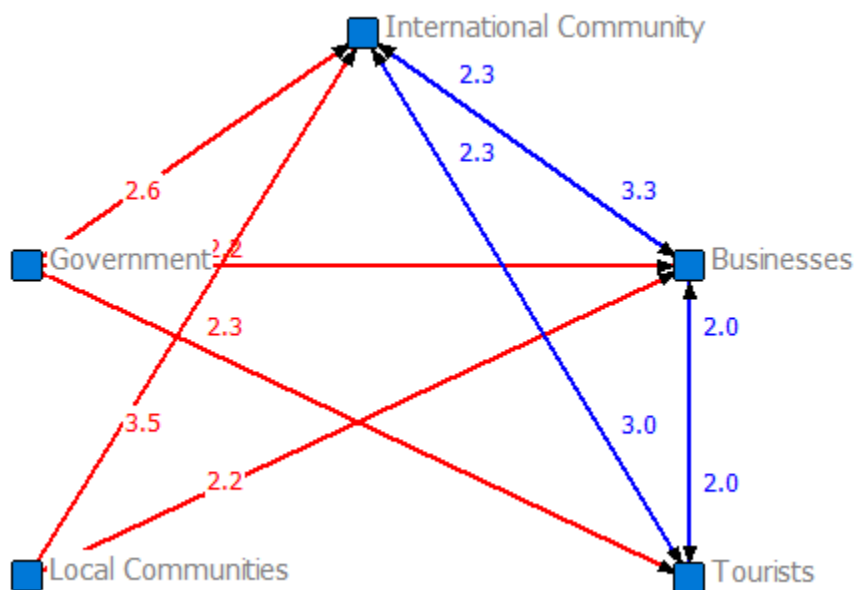 International Community
2.3
2.3
2.6
3.3
2.2
Government
Businesses
2.3
2.0
3.5
3.0
2.2
2.0
Local Communities
Tourists